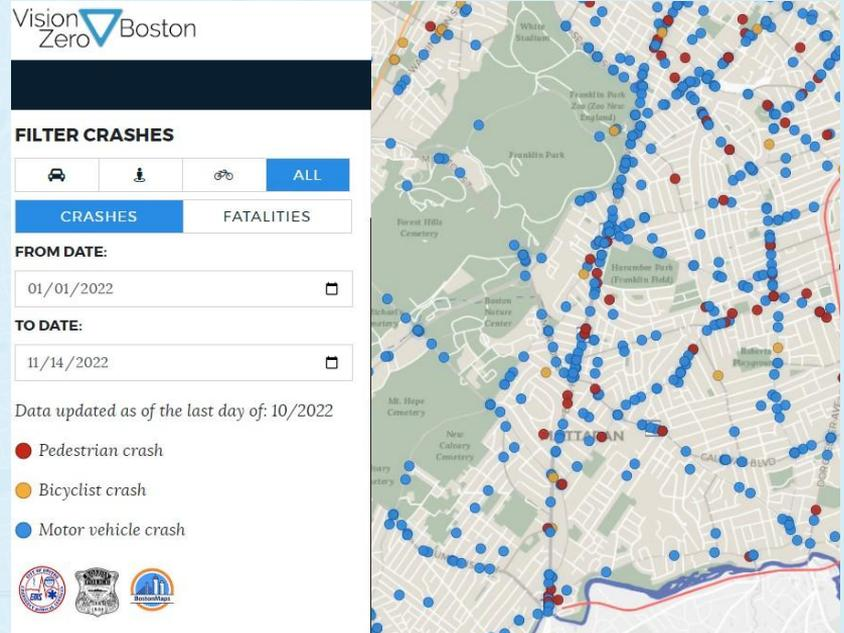 Vision
Zero Boston
FILTER CRASHES
ALL
CRASHES
FATALITIES
FROM DATE:
01/01/2022
TO DATE:
11/14/2022
Data updated as of the last day of: 10/2022
Pedestrian crash
Bicyclist crash
Motor vehicle crash
BostonMaps
White
Stadium
Franklin Park
Zoo (Zoo New
England)
Franklin Park
Forest Hills
Cemetery
Harambee Park
(Franklin Field)
Boston
Nature
Center
Roberts
Playground
Mt. Hope
Cemetery
New
Calvary
Cemetery
BLVD